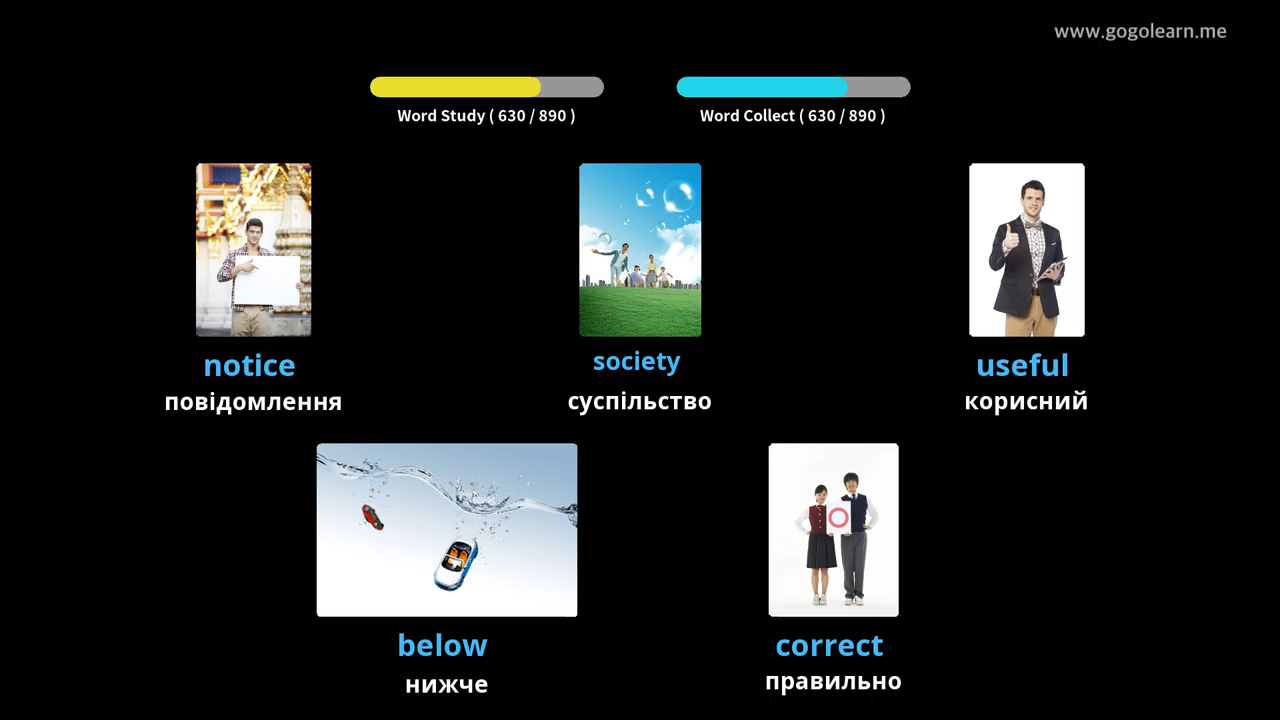 www.gogolearn.me
Word Study ( 630 / 890 )
Word Collect ( 630 / 890 )
notice
society
useful
повідомлення
суспільство
корисний
below
correct
нижче
правильно